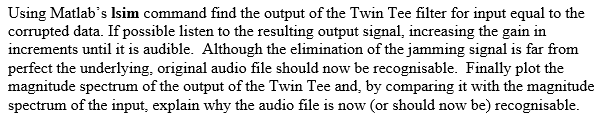 Using Matlab's lsim command find the output of the Twin Tee filter for input equal to the
corrupted data. If possible listen to the resulting output signal, increasing the gain in
increments until it is audible.  Although the elimination of the jamming signal is far from
perfect the underlying, original audio file should now be recognisable.  Finally plot the
magnitude spectrum of the output of the Twin Tee and, by comparing it with the magnitude
spectrum of the input, explain why the audio file is now (or should now be) recognisable.